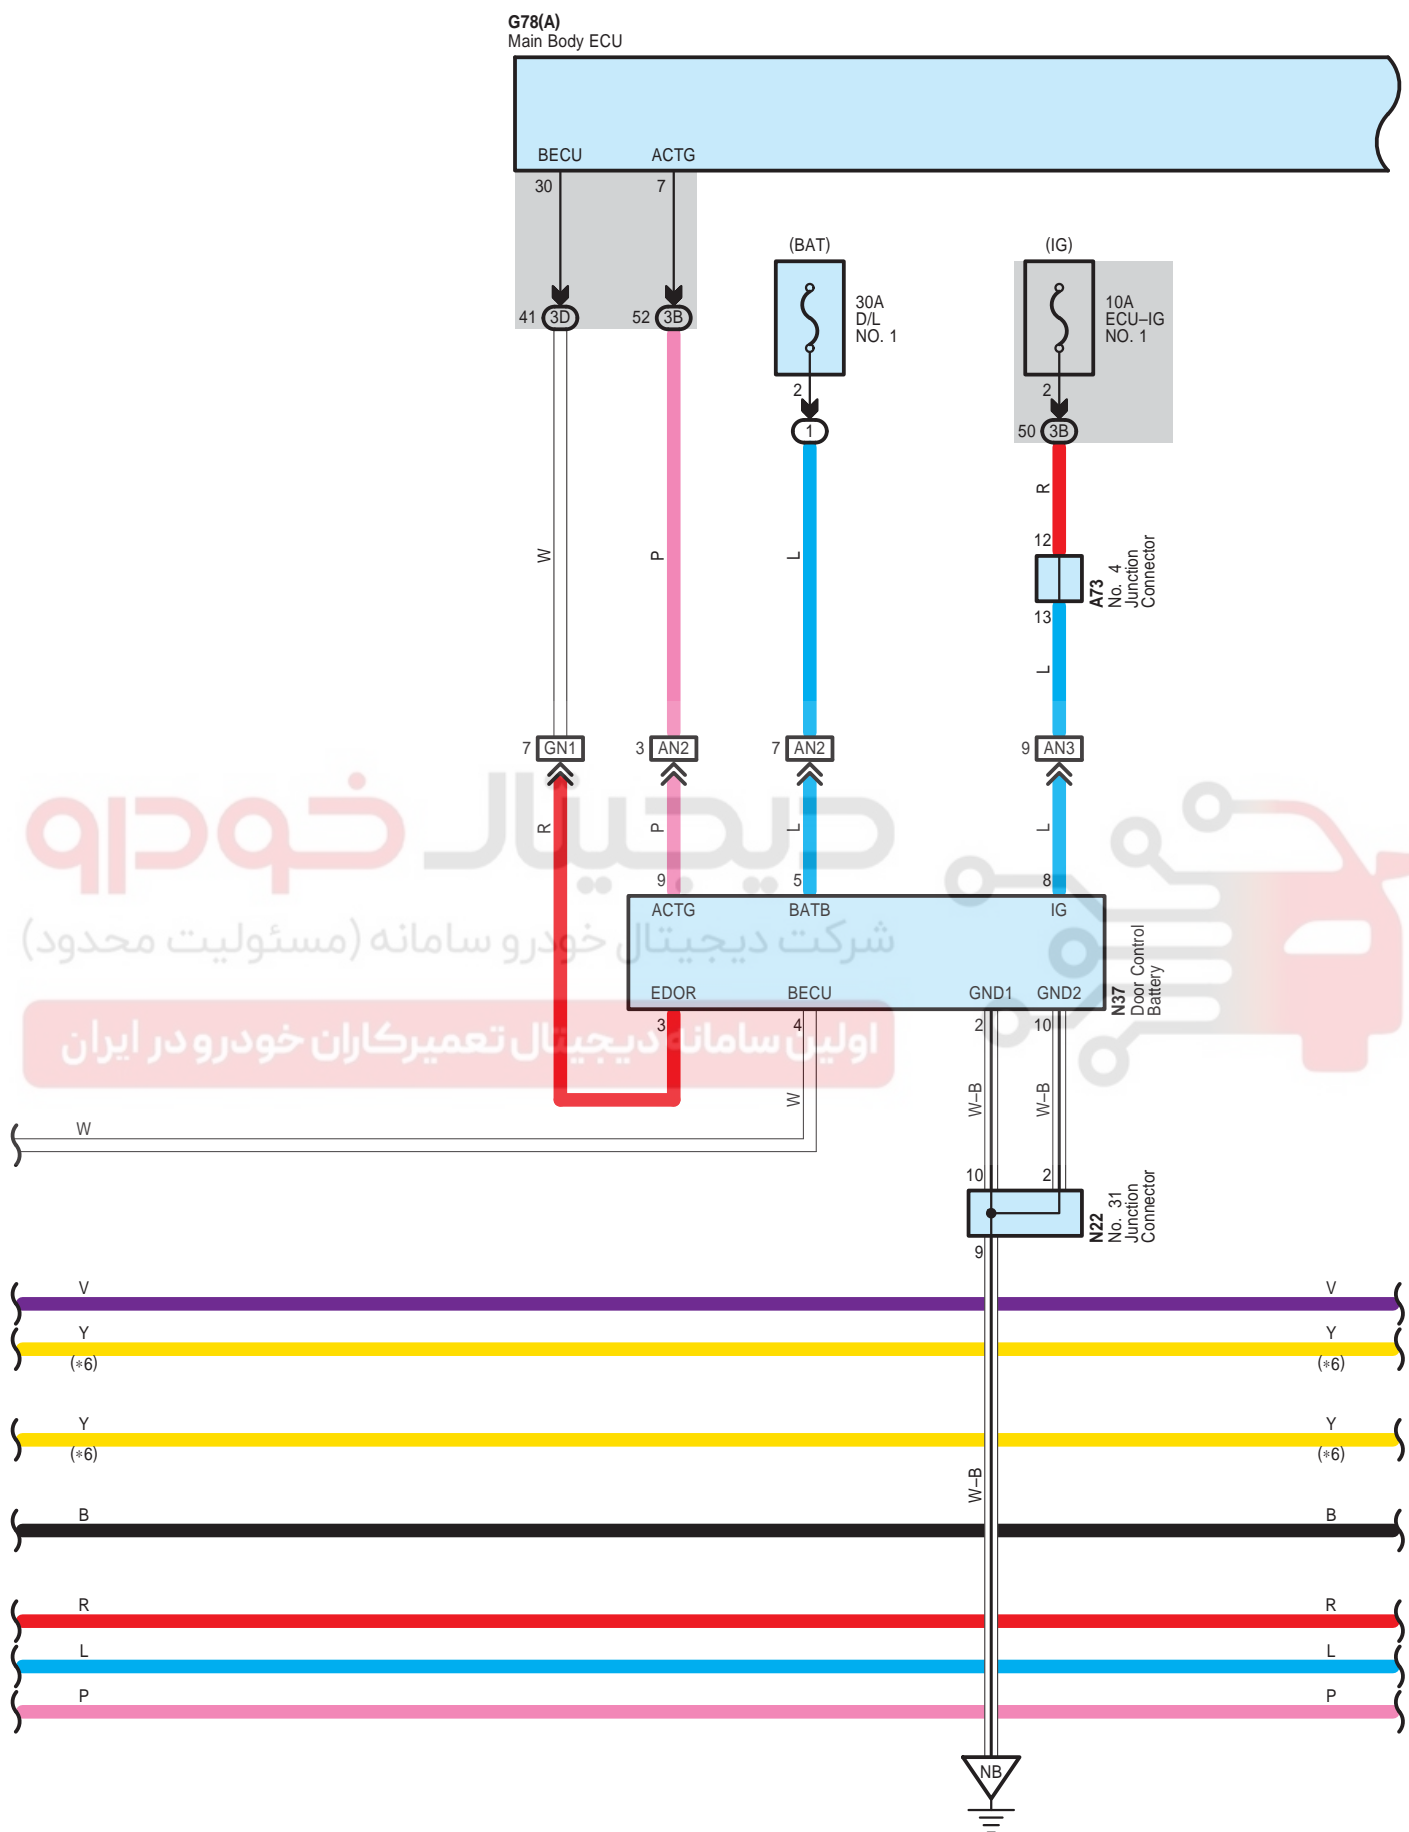 G78(A)
Main Body ECU
BECU
ACTG
30
7
(BAT)
(IG)
30A
D/L
NO. 1
10A
ECU–IG
NO. 1
41 3D
52 3B
2
1
2
50 3B
R
12
A73
No. 4
Junction
Connector
13
W
P
L
L
7 GN1
3 AN2
7 AN2
9 AN3
دیجیتال خودرو
R
P
L
L
9
5
8
ACTG
BATB
IG
شرکت دیجیتال خودرو سامانه (مسئولیت محدود)
N37
Door Control
Battery
EDOR
BECU
GND1
GND2
3
4
2
10
اولین سامانه دیجیتال تعمیرکاران خودرو در ایران
W
W–B
W–B
W
10
2
N22
No. 31
Junction
Connector
9
V
V
Y
Y
(*6)
(*6)
Y
Y
(*6)
(*6)
W–B
B
B
R
R
L
L
P
P
NB